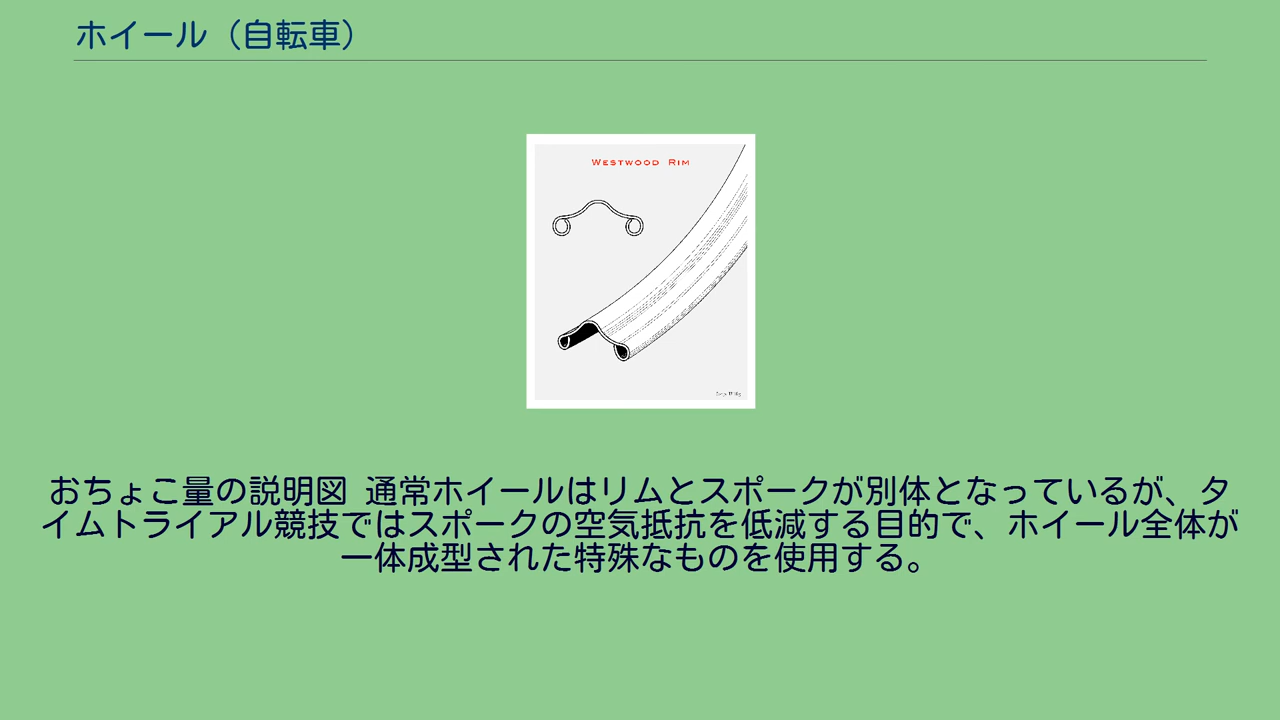 ホイール（自転車）
WESTWOOD RIM
おちょこ量の説明図 通常ホイールはリムとスポークが別体となっているが、タ
イムトライアル競技ではスポークの空気抵抗を低減する目的で、ホイール全体が
一体成型された特殊なものを使用する。